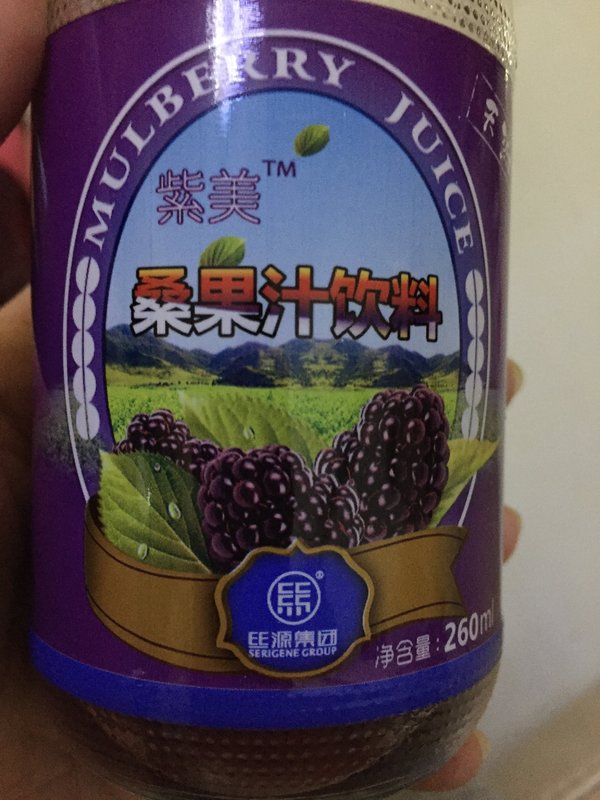 MULBERRY JUICE
紫美™
桑果汁饮料
丝源集团
SERIGENE GROUP
净含量：260ml